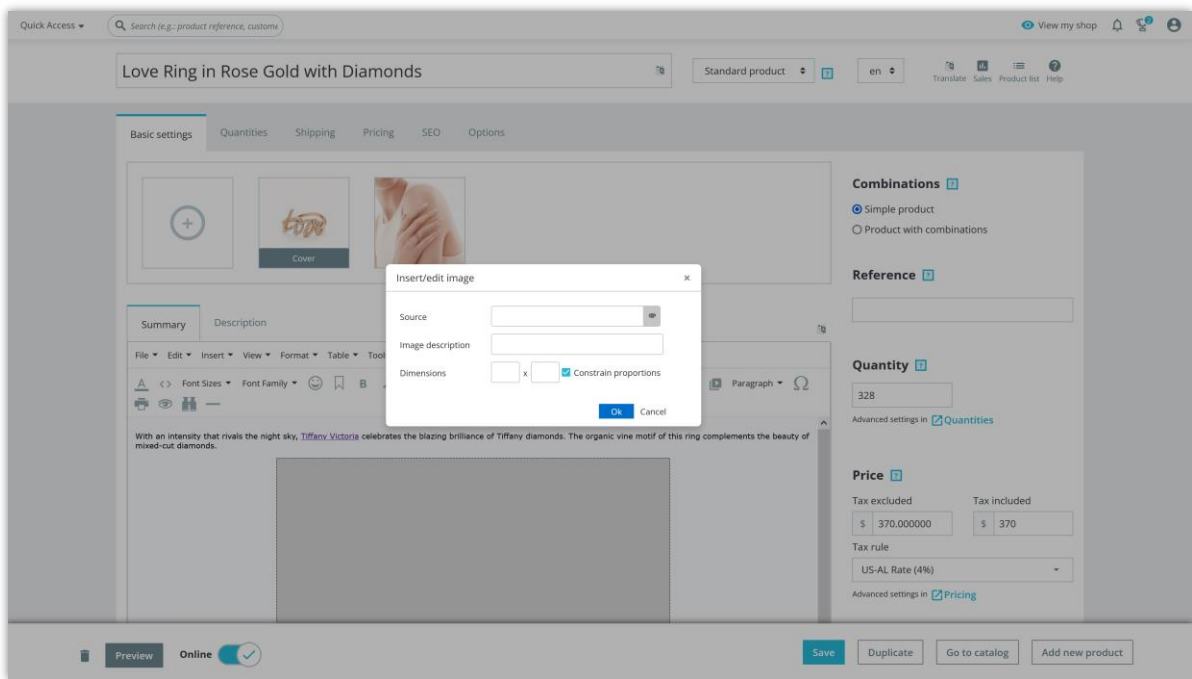 Quick Access
Search (e.g.: product reference, custome
View my shop
Love Ring in Rose Gold with Diamonds
Standard product
?
en
Translate
Sales
Product list
Help
Basic settings
Quantities
Shipping
Pricing
SEO
Options
Love
Cover
Combinations ?
Simple product
Product with combinations
Reference ?
Insert/edit image
×
Source
Image description
Dimensions
x
Constrain proportions
Ok
Cancel
Summary
Description
File Edit Insert View Format Table
A <> Font Sizes Font Family B
Paragraph Ω
With an intensity that rivals the night sky, Tiffany Victoria celebrates the blazing brilliance of Tiffany diamonds. The organic vine motif of this ring complements the beauty of
mixed-cut diamonds.
Quantity ?
328
Advanced settings in Quantities
Price ?
Tax excluded
Tax included
$ 370.000000
$ 370
Tax rule
US-AL Rate (4%)
Advanced settings in Pricing
Preview
Online
Save
Duplicate
Go to catalog
Add new product